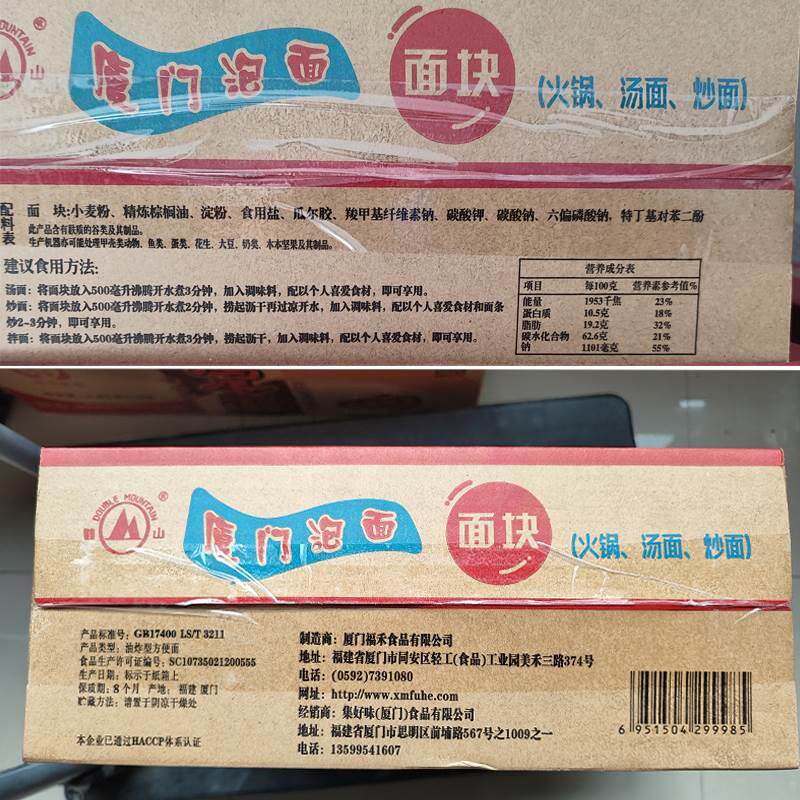 MOUNTAIN
®
山
厦门泡面
面块
(火锅、汤面、炒面)
配料表
面 块:小麦粉、精炼棕榈油、淀粉、食用盐、瓜尔胶、羧甲基纤维素钠、碳酸钾、碳酸钠、六偏磷酸钠,特丁基对苯二酚
此产品含有麸质的谷类及其制品。
生产机器亦可能处理甲壳类动物、鱼类、蛋类、花生、大豆、奶类、木本坚果及其制品。
建议食用方法:
汤面:将面块放入500毫升沸腾开水煮3分钟,加入调味料,配以个人喜爱食材,即可享用。
炒面:将面块放入500毫升沸腾开水煮2分钟,捞起沥干再过凉开水,加入调味料,配以个人喜爱食材和面条
炒2-3分钟,即可享用。
拌面:将面块放入500毫升沸腾开水煮3分钟,捞起沥干,加入调味料,配以个人喜爱食材,即可享用。
营养成分表
项目 每100克 营养素参考值%
能量 1953千焦 23%
蛋白质 10.5克 18%
脂肪 19.2克 32%
碳水化合物 62.6克 21%
钠 1101毫克 55%
DOUBLE MOUNTAIN
®
山
厦门泡面
面块
(火锅、汤面、炒面)
产品标准号:GB17400 LS/T 3211
产品类型:油炸型方便面
食品生产许可证编号:SC10735021200555
生产日期:标示于纸箱上
保质期:8个月 产地:福建 厦门
贮藏方法:请置于阴凉干燥处
本企业已通过HACCP体系认证
制造商:厦门福禾食品有限公司
地址:福建省厦门市同安区轻工(食品)工业园美禾三路374号
电话:(0592)7391080
网址:http://www.xmfuhe.com
经销商:集好味(厦门)食品有限公司
地址:福建省厦门市思明区前埔路567号之1009之一
电话:13599541607
6 951504 299985